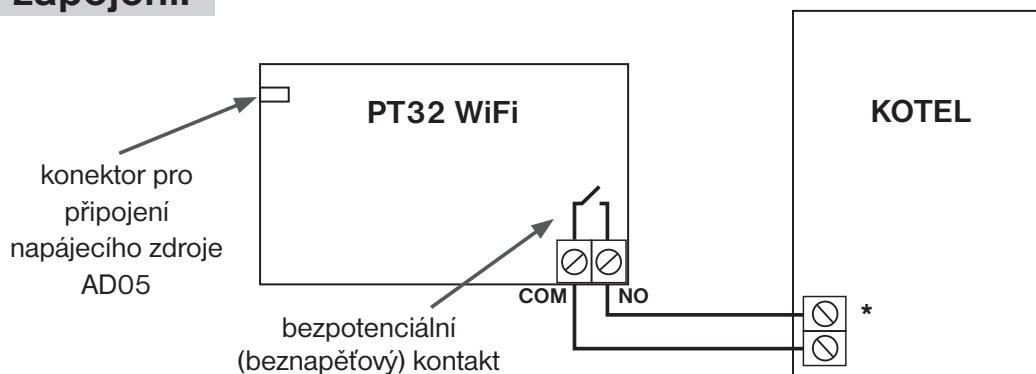 zapojení:
PT32 WiFi
KOTEL
konektor pro
připojení
napájecího zdroje
AD05
COM
NO
*
bezpotenciální
(beznapěťový) kontakt